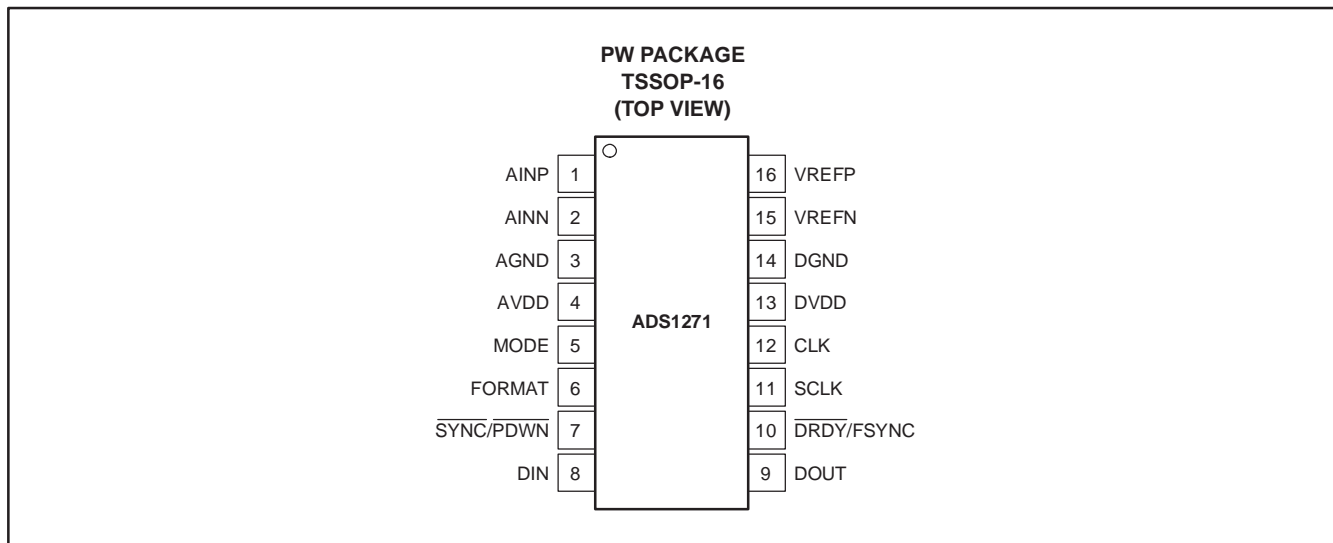 PW PACKAGE
TSSOP-16
(TOP VIEW)
AINP 1 16 VREFP
AINN 2 15 VREFN
AGND 3 14 DGND
AVDD 4 13 DVDD
ADS1271
MODE 5 12 CLK
FORMAT 6 11 SCLK
SYNC/PDWN 7 10 DRDY/FSYNC
DIN 8 9 DOUT